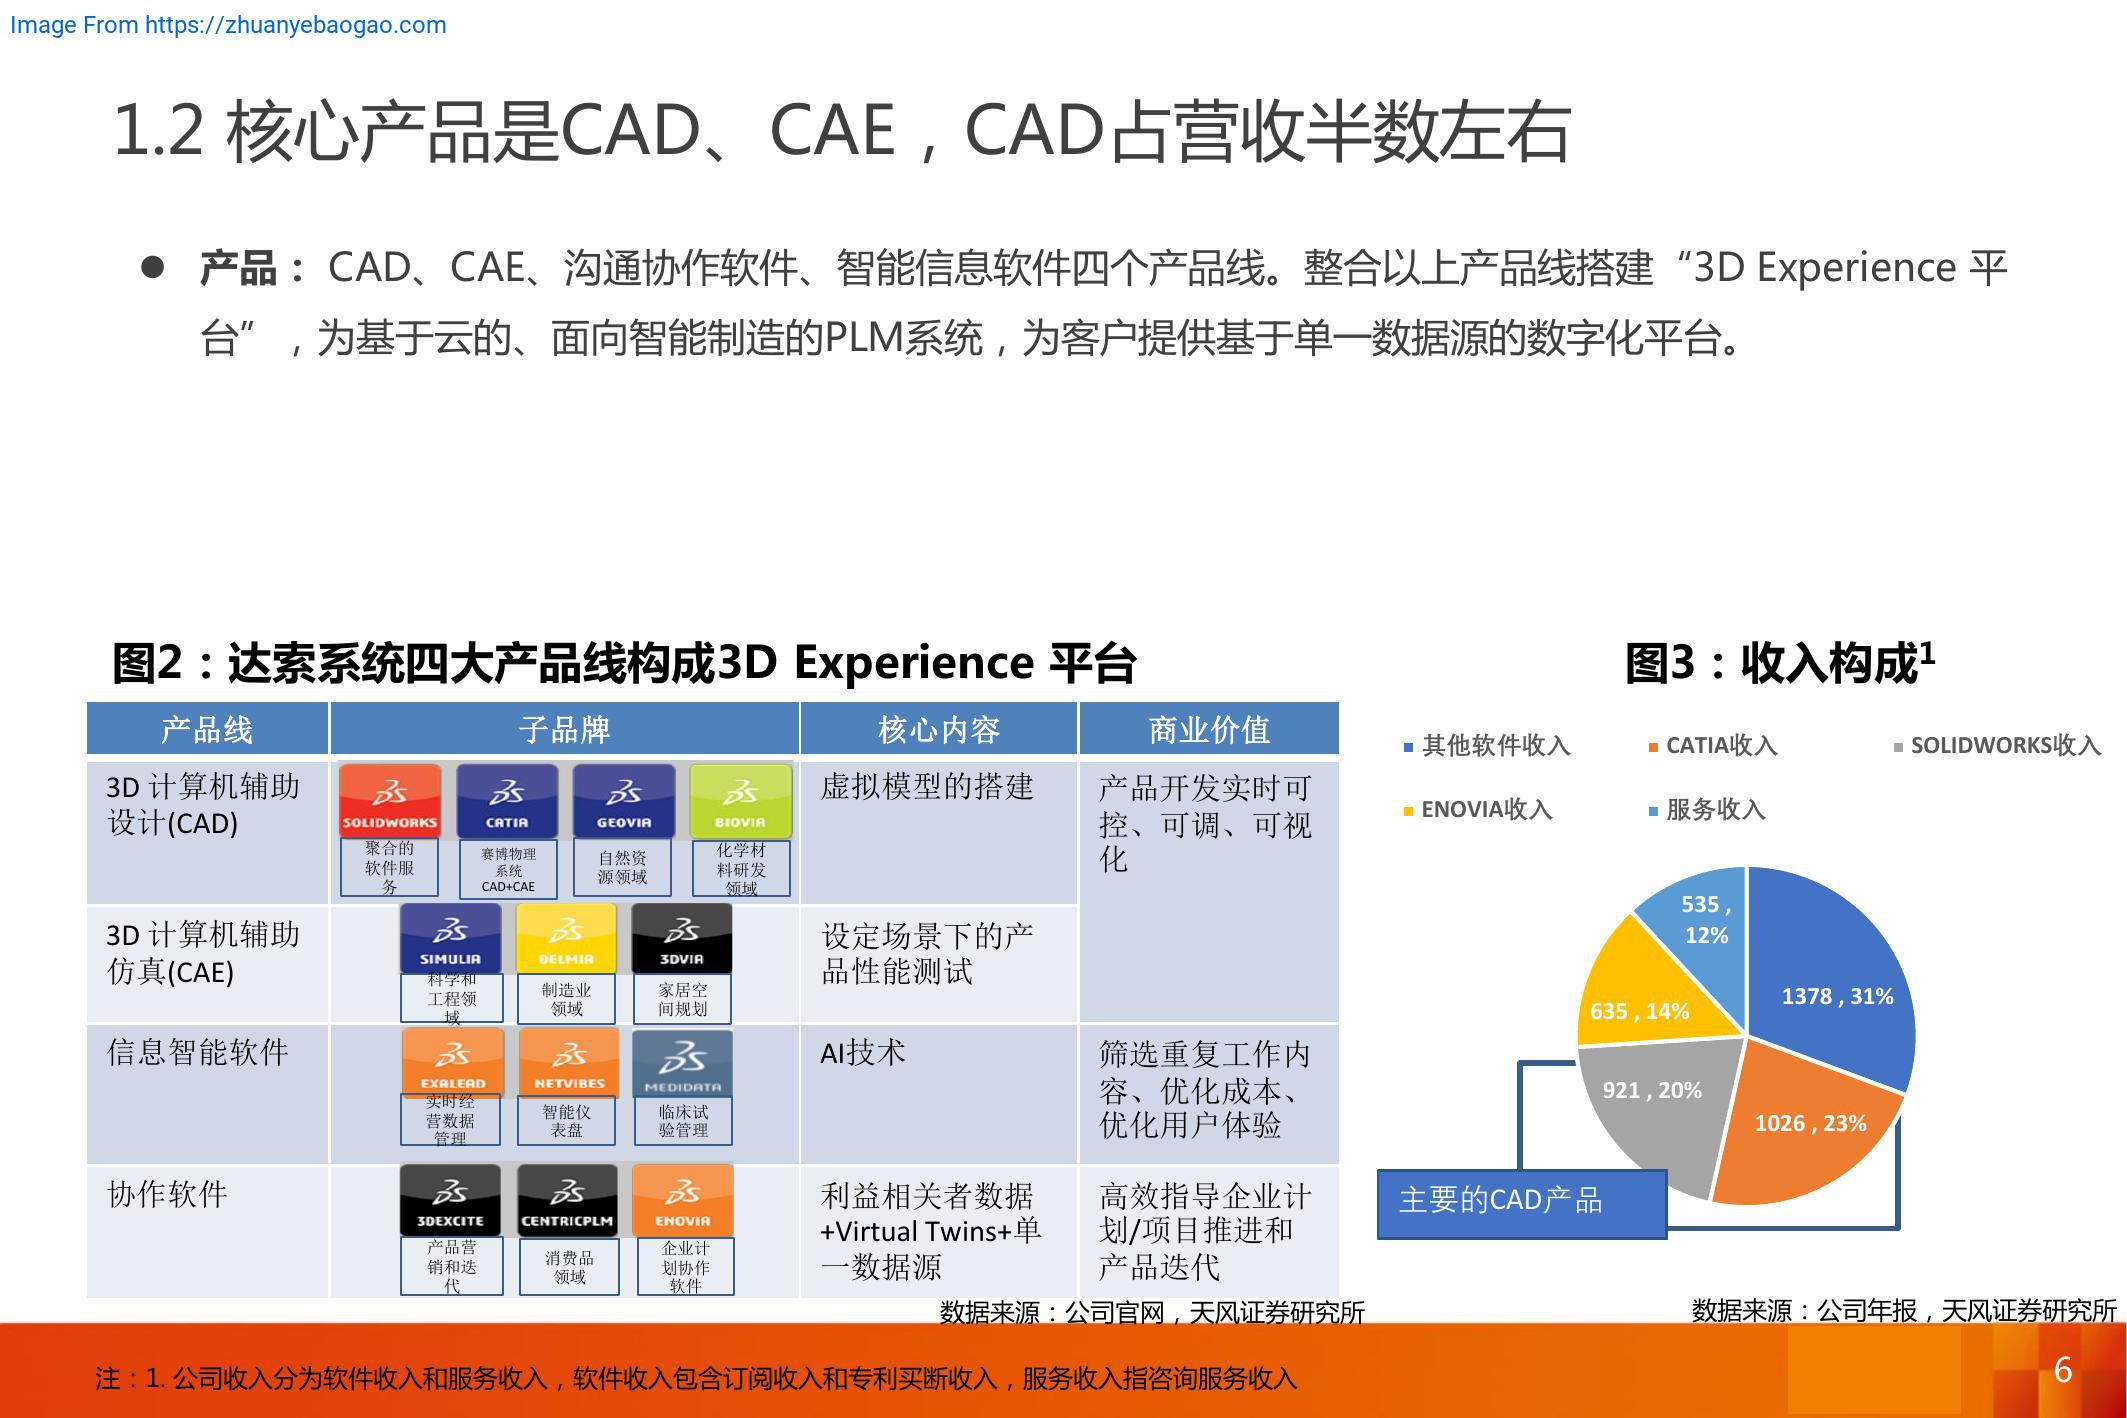 Image From https://zhuanyebaogao.com
1.2 核心产品是CAD、CAE，CAD占营收半数左右
● 产品： CAD、CAE、沟通协作软件、智能信息软件四个产品线。整合以上产品线搭建“3D Experience 平
台”，为基于云的、面向智能制造的PLM系统，为客户提供基于单一数据源的数字化平台。
图2：达索系统四大产品线构成3D Experience 平台
产品线
子品牌
核心内容
商业价值
3D 计算机辅助
设计(CAD)
SOLIDWORKS
CATIA
GEOVIA
BIOVIA
聚合的
软件服
务
赛博物理
系统
CAD+CAE
自然资
源领域
化学材
料研发
领域
虚拟模型的搭建
产品开发实时可
控、可调、可视
化
3D 计算机辅助
仿真(CAE)
SIMULIA
DELMIA
3DVIA
科学和
工程领
域
制造业
领域
家居空
间规划
设定场景下的产
品性能测试
信息智能软件
EXALEAD
NETVIBES
MEDIDATA
实时经
营数据
管理
智能仪
表盘
临床试
验管理
AI技术
筛选重复工作内
容、优化成本、
优化用户体验
协作软件
3DEXCITE
CENTRICPLM
ENOVIA
产品营
销和迭
代
消费品
领域
企业计
划协作
软件
利益相关者数据
+Virtual Twins+单
一数据源
高效指导企业计
划/项目推进和
产品迭代
数据来源：公司官网，天风证券研究所
图3：收入构成1
其他软件收入
CATIA收入
SOLIDWORKS收入
ENOVIA收入
服务收入
535 ,
12%
1378 , 31%
635 , 14%
921 , 20%
1026 , 23%
主要的CAD产品
数据来源：公司年报，天风证券研究所
注：1. 公司收入分为软件收入和服务收入，软件收入包含订阅收入和专利买断收入，服务收入指咨询服务收入
6